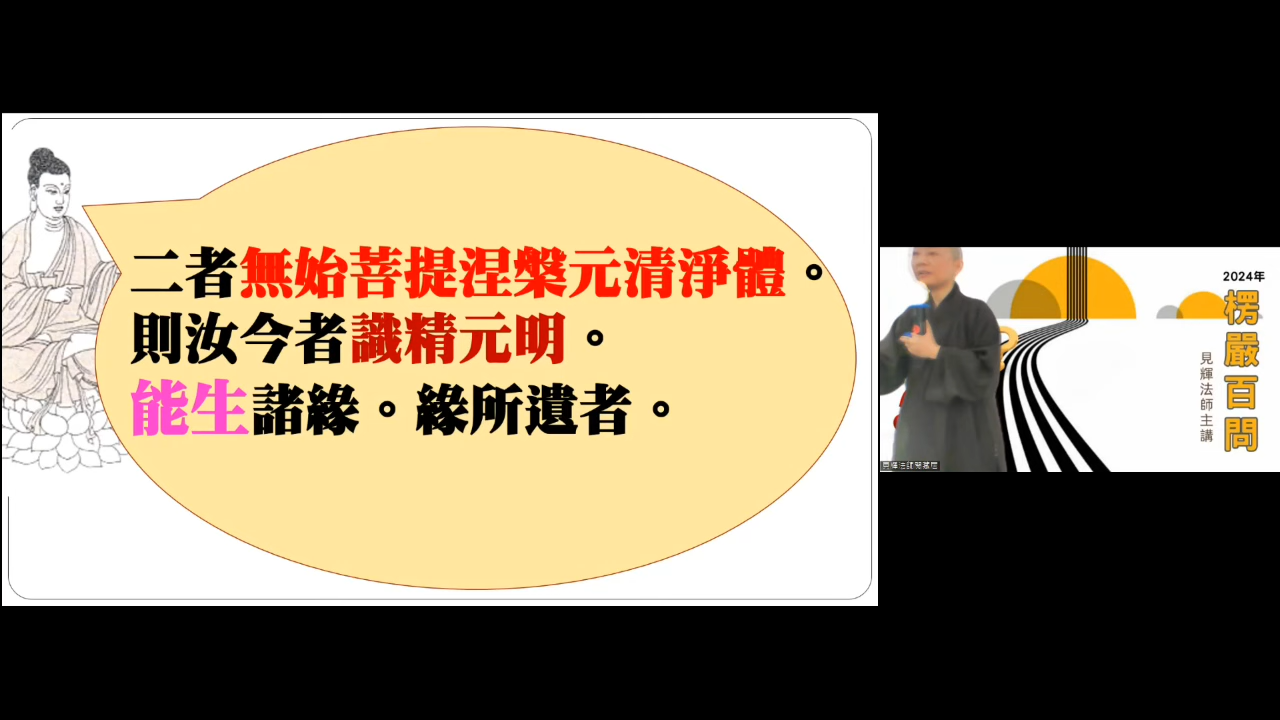 二者無始菩提涅槃元清淨體。
則汝今者識精元明。
能生諸緣。緣所遺者。
2024年
楞嚴百問
見輝法師主講